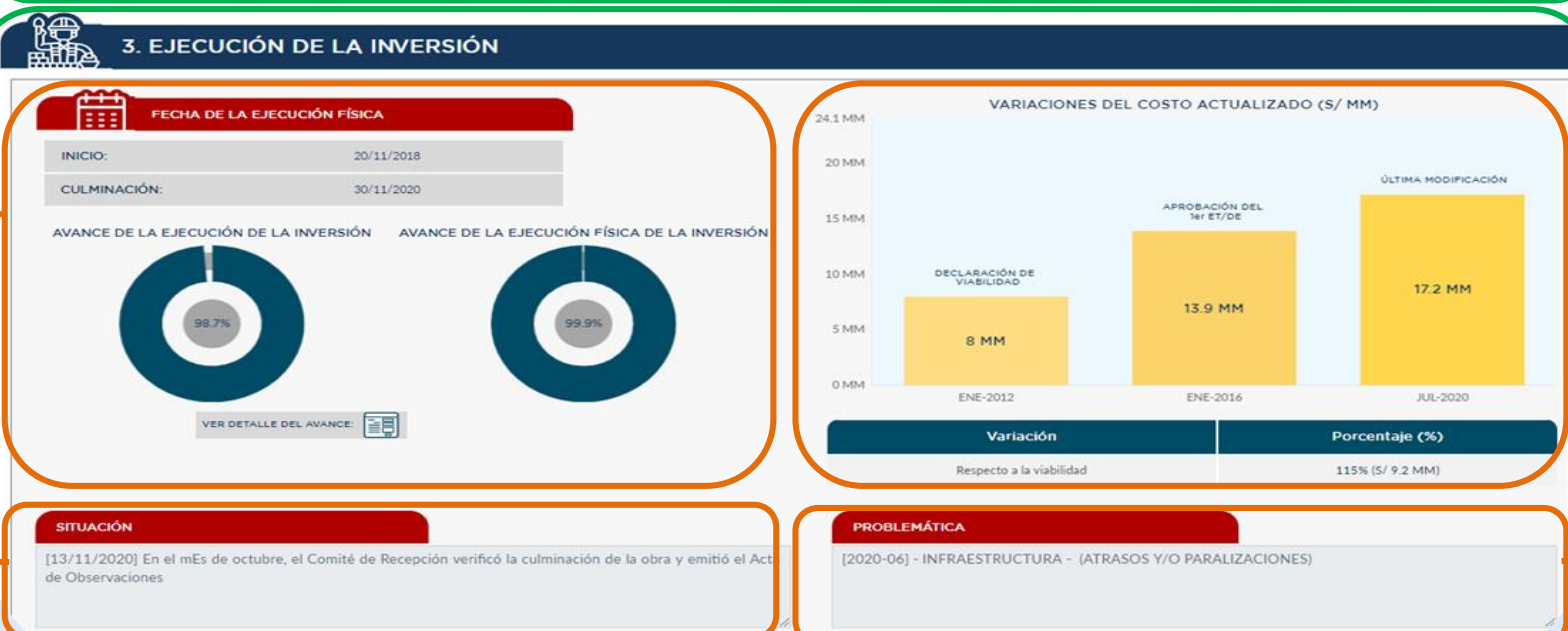 3. EJECUCIÓN DE LA INVERSIÓN
FECHA DE LA EJECUCIÓN FÍSICA
INICIO: 20/11/2018
CULMINACIÓN: 30/11/2020
AVANCE DE LA EJECUCIÓN DE LA INVERSIÓN
98.7%
AVANCE DE LA EJECUCIÓN FÍSICA DE LA INVERSIÓN
99.9%
VER DETALLE DEL AVANCE:
VARIACIONES DEL COSTO ACTUALIZADO (S/ MM)
24.1 MM
20 MM
15 MM
10 MM
5 MM
0 MM
DECLARACIÓN DE
VIABILIDAD
8 MM
ENE-2012
APROBACIÓN DEL
1er ET/DE
13.9 MM
ENE-2016
ÚLTIMA MODIFICACIÓN
17.2 MM
JUL-2020
Variación Porcentaje (%)
Respecto a la viabilidad 115% (S/ 9.2 MM)
SITUACIÓN
[13/11/2020] En el mEs de octubre, el Comité de Recepción verificó la culminación de la obra y emitió el Act
de Observaciones
PROBLEMÁTICA
[2020-06] - INFRAESTRUCTURA - (ATRASOS Y/O PARALIZACIONES)